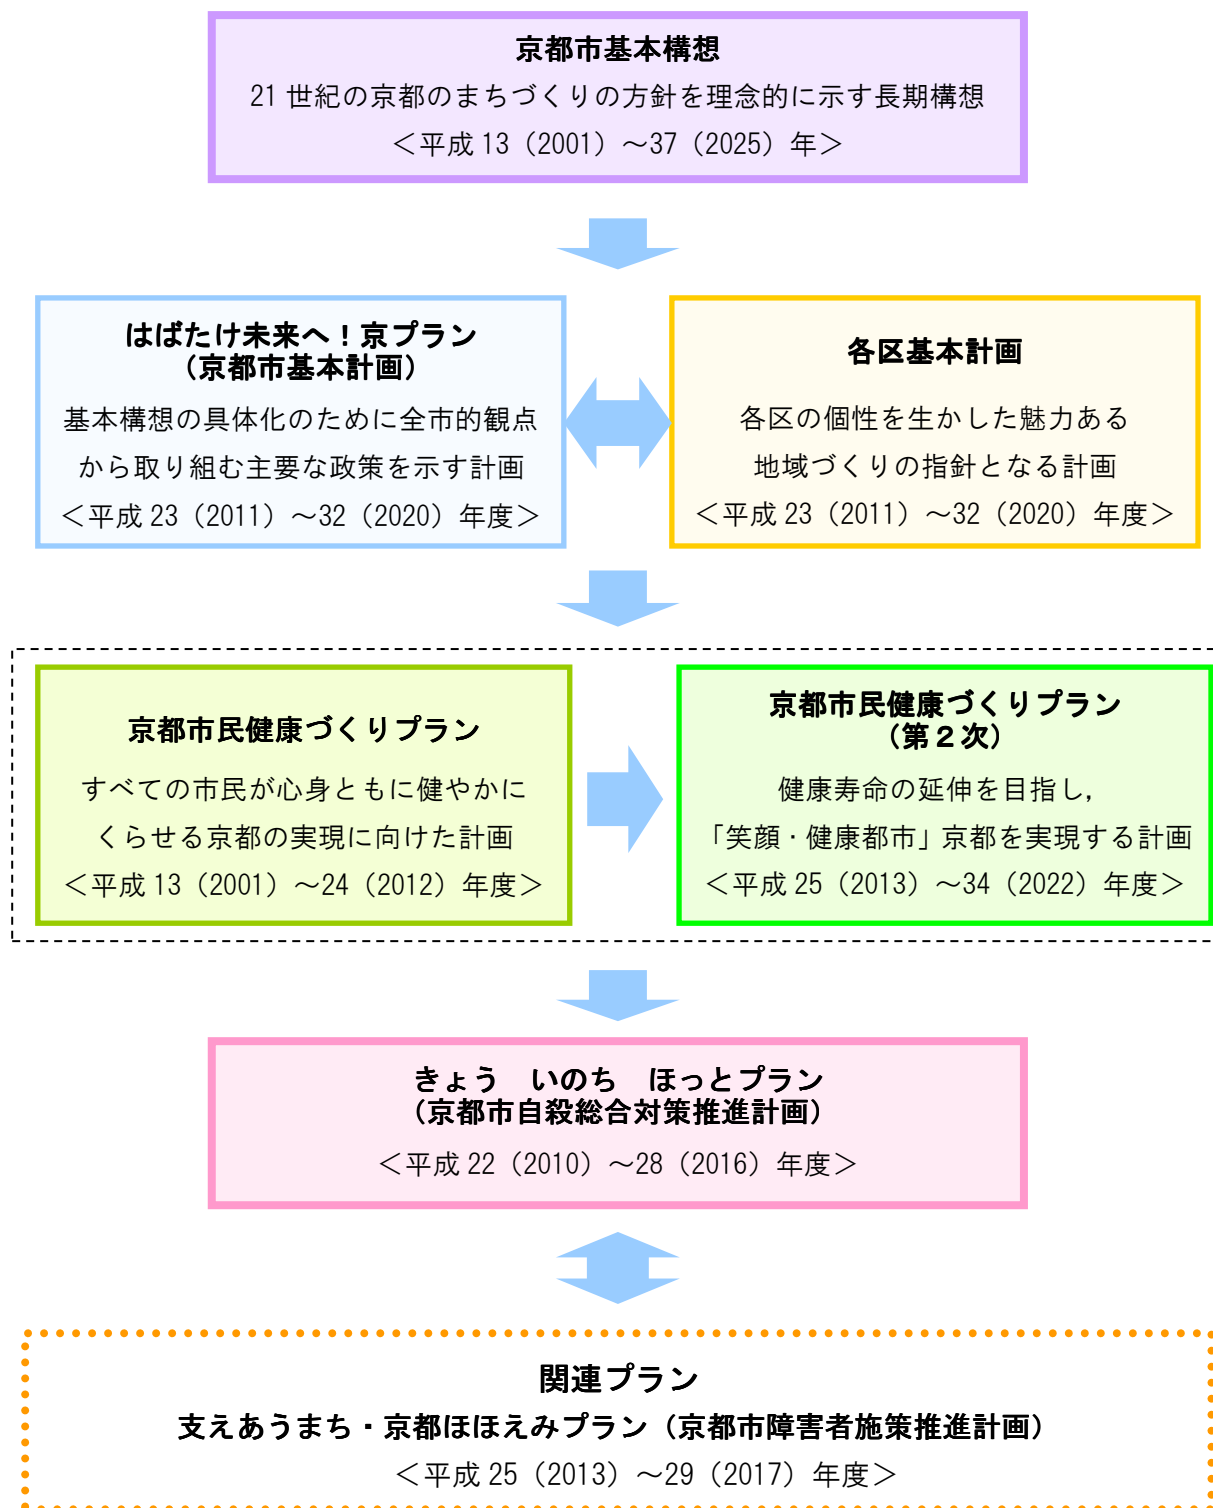 京都市基本構想
21世紀の京都のまちづくりの方針を理念的に示す長期構想
＜平成13（2001）～37（2025）年＞
はばたけ未来へ！京プラン
（京都市基本計画）
基本構想の具体化のために全市的観点
から取り組む主要な政策を示す計画
＜平成23（2011）～32（2020）年度＞
各区基本計画
各区の個性を生かした魅力ある
地域づくりの指針となる計画
＜平成23（2011）～32（2020）年度＞
京都市民健康づくりプラン
すべての市民が心身ともに健やかに
くらせる京都の実現に向けた計画
＜平成13（2001）～24（2012）年度＞
京都市民健康づくりプラン
（第２次）
健康寿命の延伸を目指し，
「笑顔・健康都市」京都を実現する計画
＜平成25（2013）～34（2022）年度＞
きょう　いのち　ほっとプラン
（京都市自殺総合対策推進計画）
＜平成22（2010）～28（2016）年度＞
関連プラン
支えあうまち・京都ほほえみプラン（京都市障害者施策推進計画）
＜平成25（2013）～29（2017）年度＞